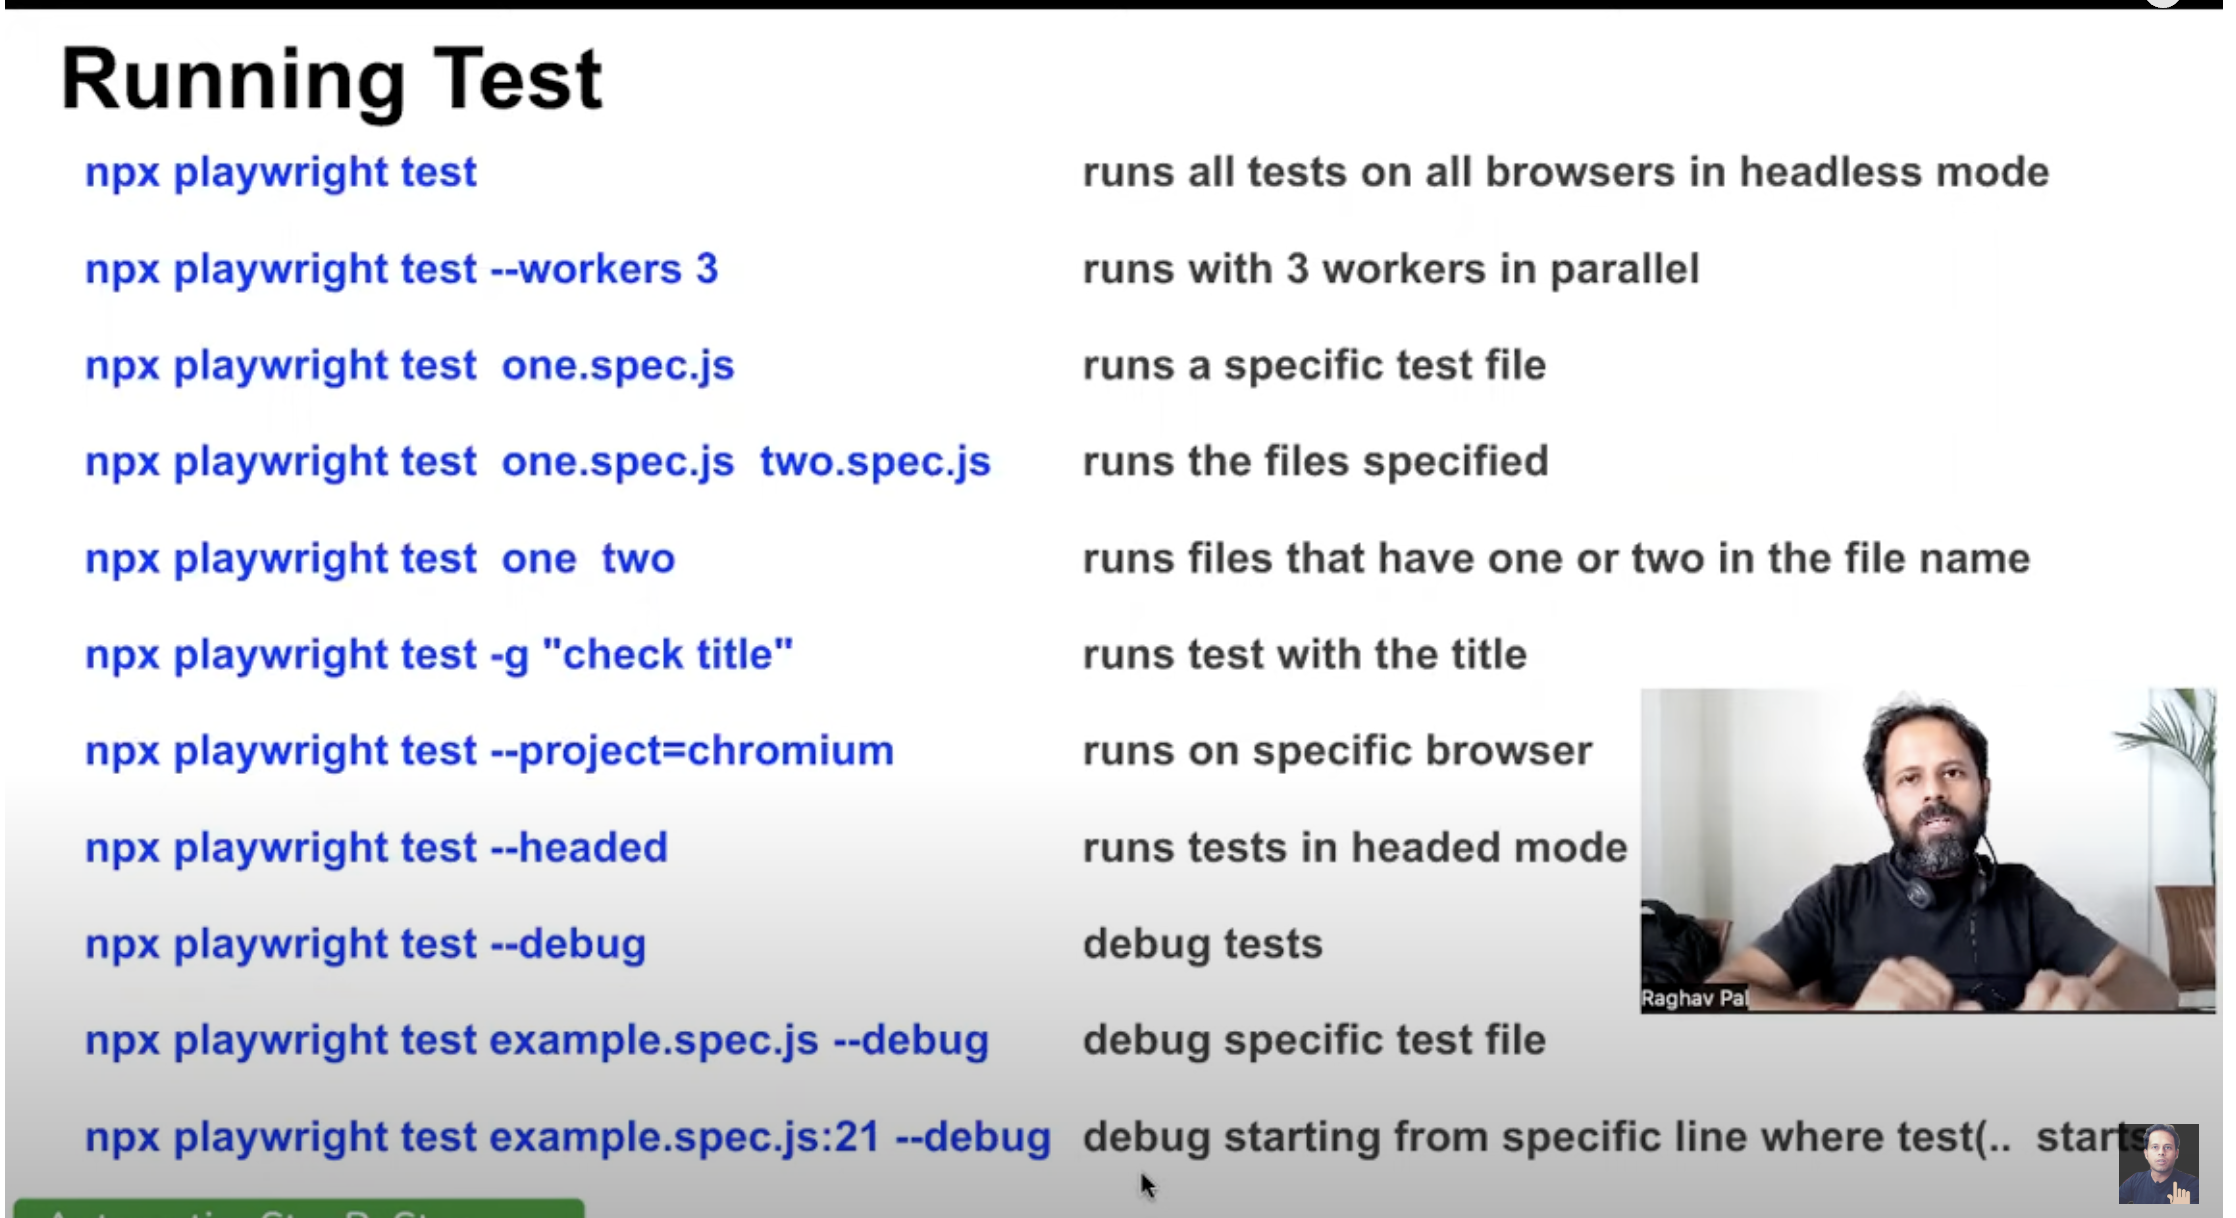 Running Test
npx playwright test runs all tests on all browsers in headless mode
npx playwright test --workers 3 runs with 3 workers in parallel
npx playwright test one.spec.js runs a specific test file
npx playwright test one.spec.js two.spec.js runs the files specified
npx playwright test one two runs files that have one or two in the file name
npx playwright test -g "check title" runs test with the title
npx playwright test --project=chromium runs on specific browser
npx playwright test --headed runs tests in headed mode
npx playwright test --debug debug tests
Raghav Pal
npx playwright test example.spec.js --debug debug specific test file
npx playwright test example.spec.js:21 --debug debug starting from specific line where test(.. starts